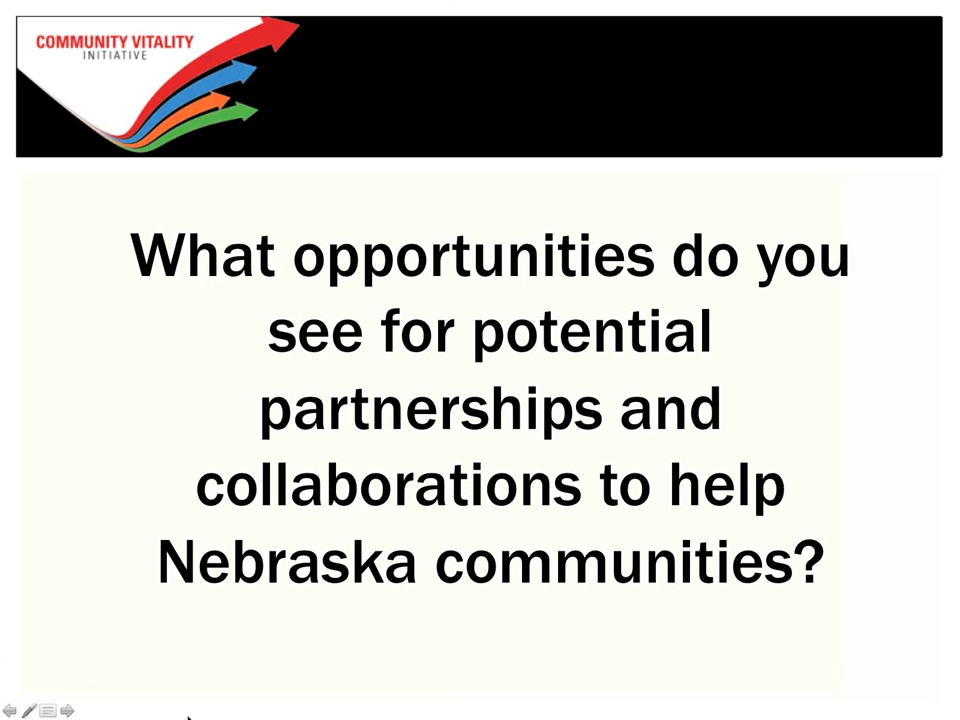 COMMUNITY VITALITY
INITIATIVE
What opportunities do you
see for potential
partnerships and
collaborations to help
Nebraska communities?